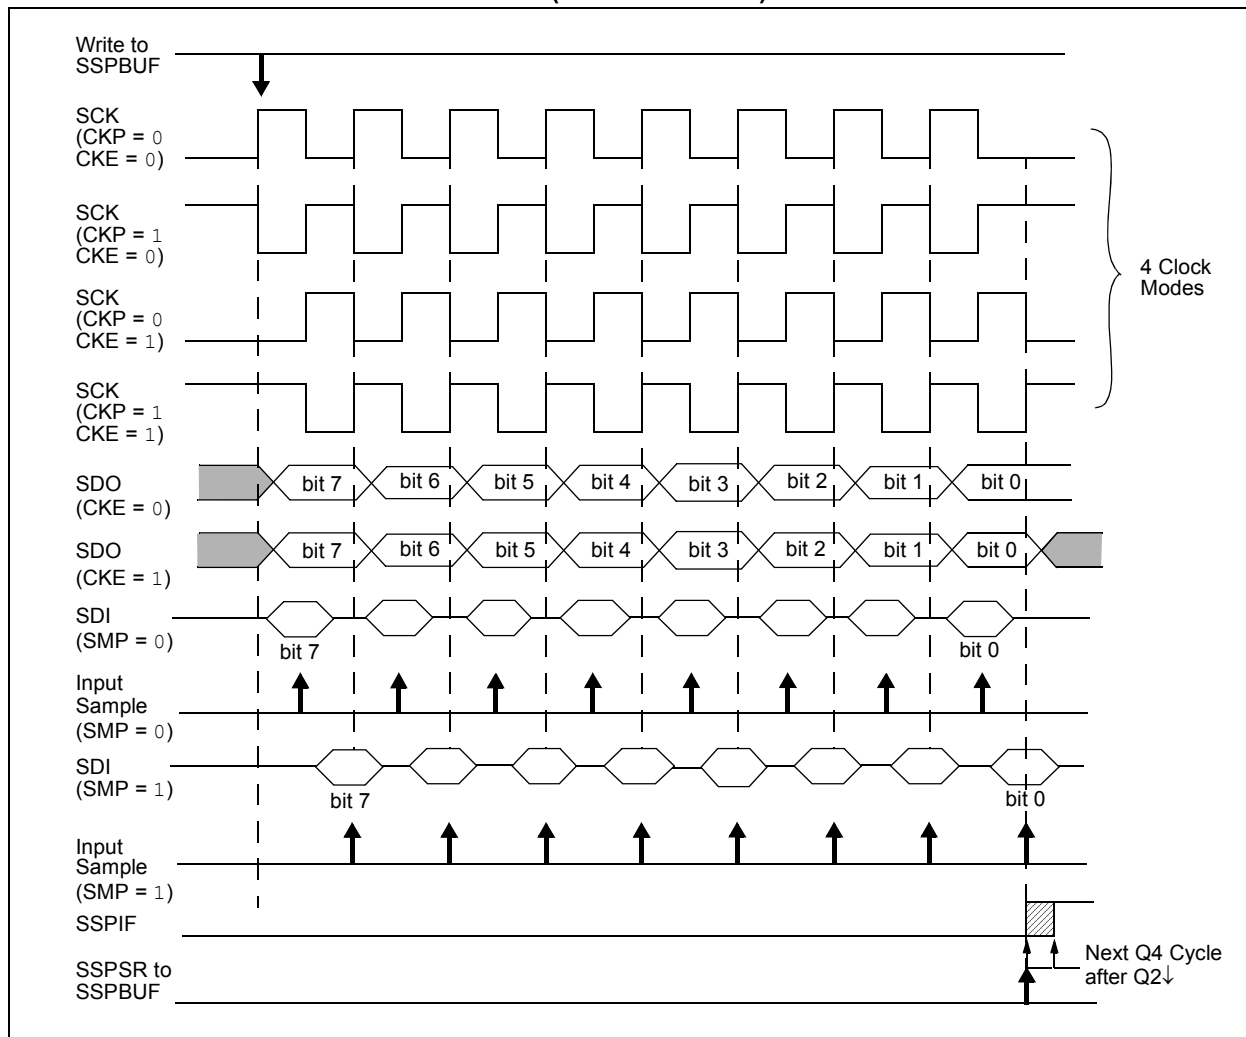 Write to
SSPBUF
SCK
(CKP = 0
CKE = 0)
SCK
(CKP = 1
CKE = 0)
SCK
(CKP = 0
CKE = 1)
SCK
(CKP = 1
CKE = 1)
4 Clock
Modes
SDO
(CKE = 0)
bit 7 bit 6 bit 5 bit 4 bit 3 bit 2 bit 1 bit 0
SDO
(CKE = 1)
bit 7 bit 6 bit 5 bit 4 bit 3 bit 2 bit 1 bit 0
SDI
(SMP = 0)
bit 7 bit 0
Input
Sample
(SMP = 0)
SDI
(SMP = 1)
bit 7 bit 0
Input
Sample
(SMP = 1)
SSPIF
SSPSR to
SSPBUF
Next Q4 Cycle
after Q2↓